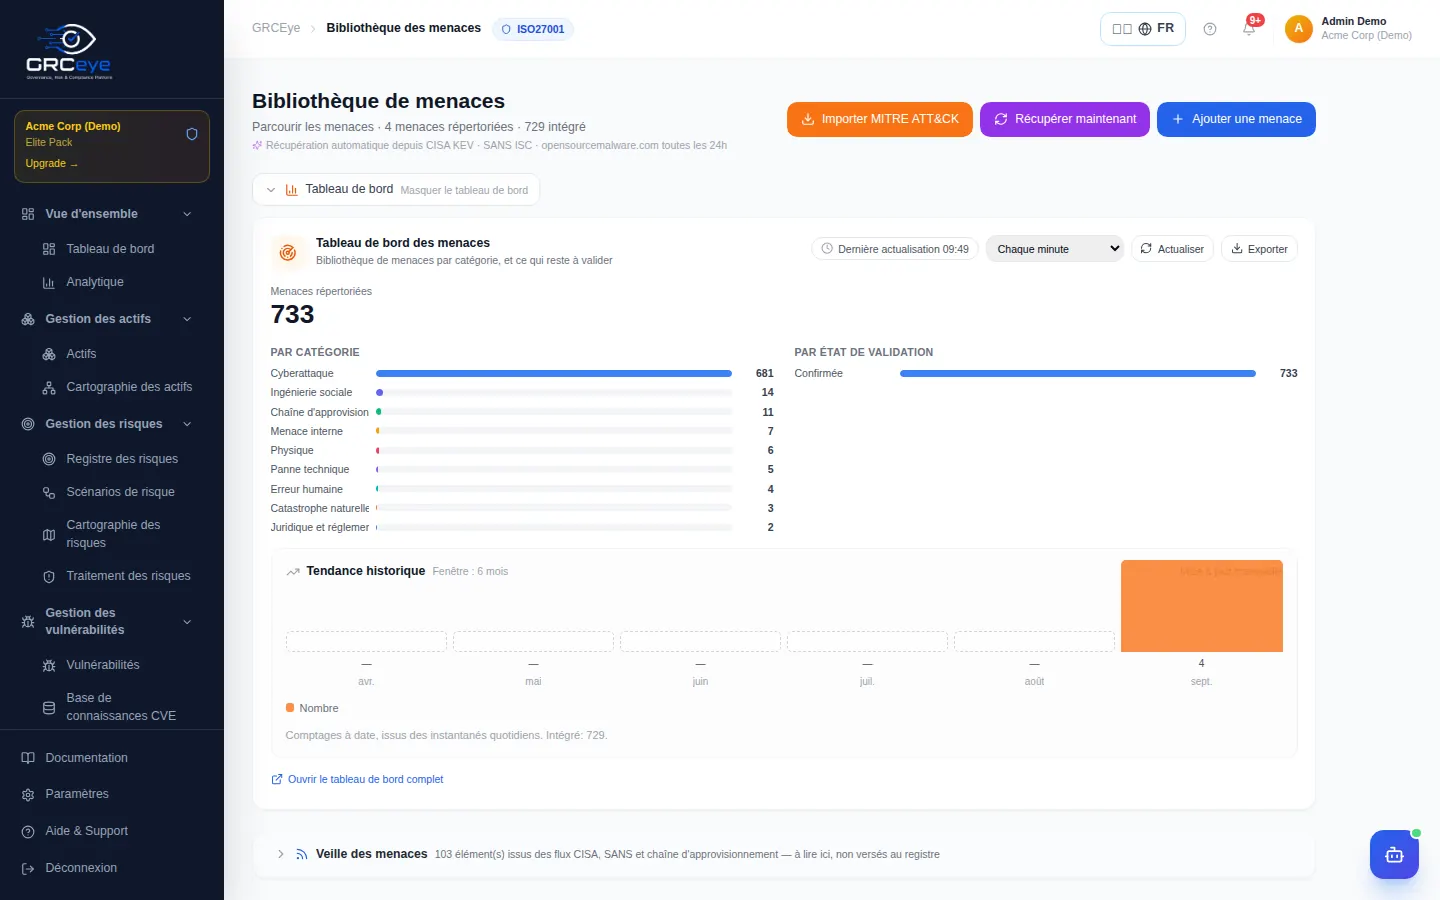 GRCeye
Governance, Risk & Compliance Platform
Acme Corp (Demo)
Elite Pack
Upgrade →
Vue d'ensemble
Tableau de bord
Analytique
Gestion des actifs
Actifs
Cartographie des actifs
Gestion des risques
Registre des risques
Scénarios de risque
Cartographie des
risques
Traitement des risques
Gestion des
vulnérabilités
Vulnérabilités
Base de
connaissances CVE
Documentation
Paramètres
Aide & Support
Déconnexion
GRCEye
Bibliothèque des menaces
ISO27001
FR
9+
A
Admin Demo
Acme Corp (Demo)
Bibliothèque de menaces
Parcourir les menaces · 4 menaces répertoriées · 729 intégré
Récupération automatique depuis CISA KEV · SANS ISC · opensourcemalware.com toutes les 24h
Importer MITRE ATT&CK
Récupérer maintenant
Ajouter une menace
Tableau de bord Masquer le tableau de bord
Tableau de bord des menaces
Bibliothèque de menaces par catégorie, et ce qui reste à valider
Dernière actualisation 09:49
Chaque minute
Actualiser
Exporter
Menaces répertoriées
733
PAR CATÉGORIE
Cyberattaque 681
Ingénierie sociale 14
Chaîne d'approvision 11
Menace interne 7
Physique 6
Panne technique 5
Erreur humaine 4
Catastrophe naturelle 3
Juridique et réglemer 2
PAR ÉTAT DE VALIDATION
Confirmée 733
Tendance historique Fenêtre : 6 mois
— — — — — 4
avr. mai juin juil. août sept.
Nombre
Comptages à date, issus des instantanés quotidiens. Intégré: 729.
Ouvrir le tableau de bord complet
Veille des menaces 103 élément(s) issus des flux CISA, SANS et chaîne d'approvisionnement — à lire ici, non versés au registre